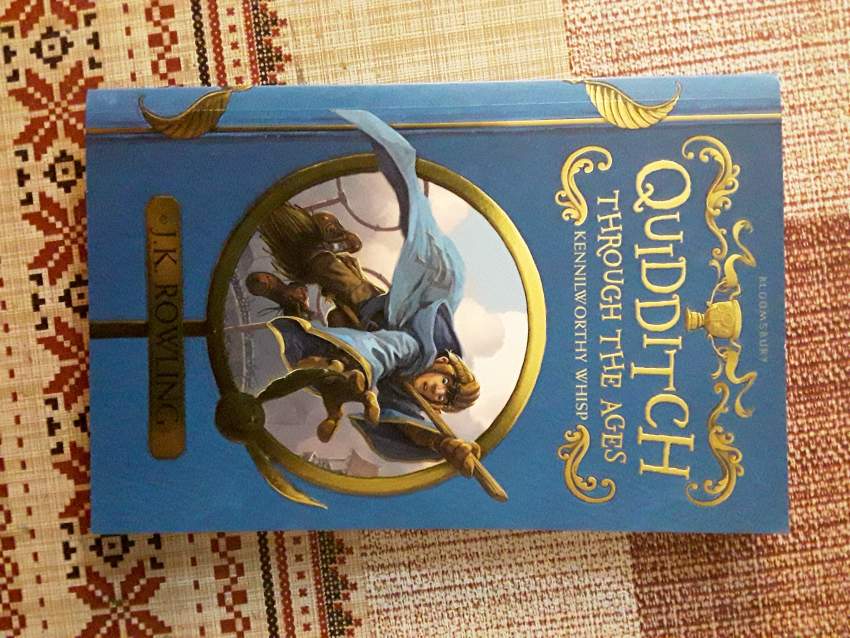 BLOOMSBURY
QUIDDITCH
THROUGH THE AGES
KENNILWORTHY WHISP
J.K. ROWLING